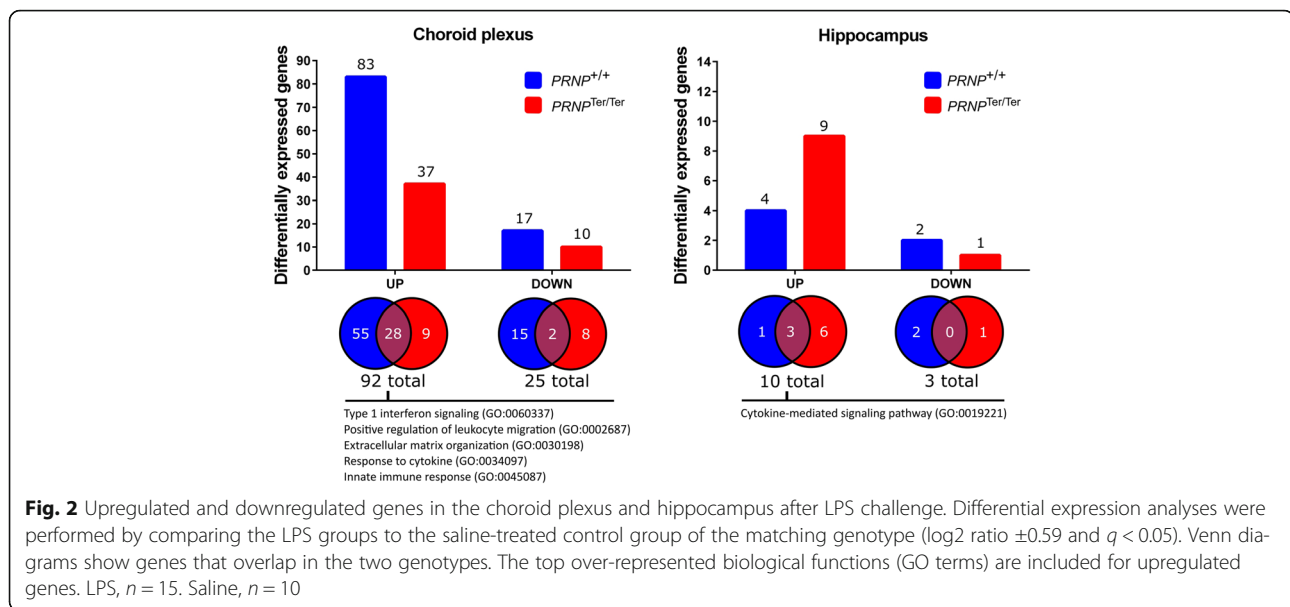 Choroid plexus
Differentially expressed genes
90
80
70
60
50
40
30
20
10
0
83
37
17
10
PRNP+/+
PRNPTer/Ter
UP
DOWN
55 28 9
15 2 8
92 total
25 total
Type 1 interferon signaling (GO:0060337)
Positive regulation of leukocyte migration (GO:0002687)
Extracellular matrix organization (GO:0030198)
Response to cytokine (GO:0034097)
Innate immune response (GO:0045087)
Hippocampus
Differentially expressed genes
14
12
10
8
6
4
2
0
4
9
2
1
PRNP+/+
PRNPTer/Ter
UP
DOWN
1 3 6
2 0 1
10 total
3 total
Cytokine-mediated signaling pathway (GO:0019221)
Fig. 2 Upregulated and downregulated genes in the choroid plexus and hippocampus after LPS challenge. Differential expression analyses were
performed by comparing the LPS groups to the saline-treated control group of the matching genotype (log2 ratio ±0.59 and q < 0.05). Venn dia-
grams show genes that overlap in the two genotypes. The top over-represented biological functions (GO terms) are included for upregulated
genes. LPS, n = 15. Saline, n = 10